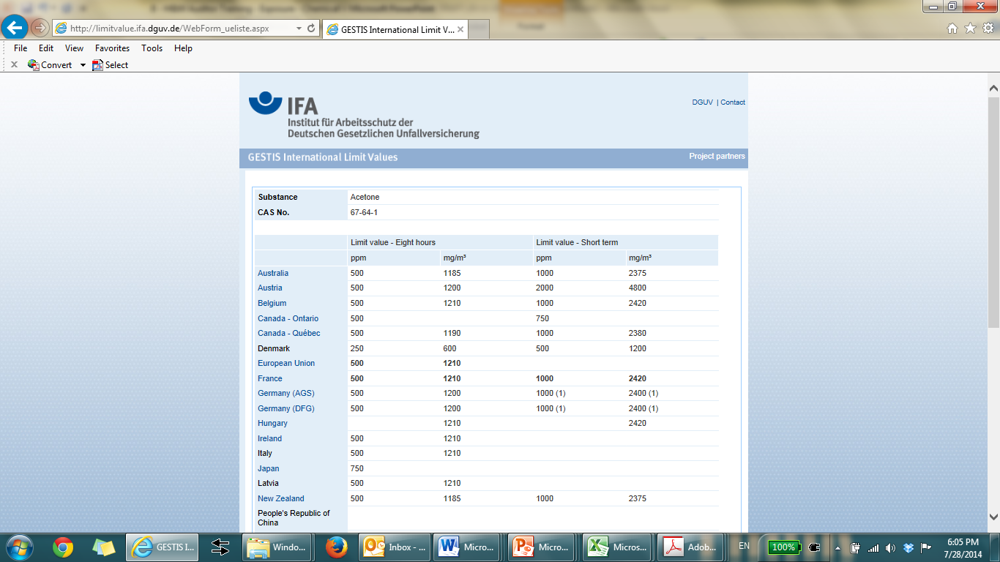 http://limitvalue.ifa.dguv.de/WebForm_ueliste.aspx
GESTIS International Limit V...
File Edit View Favorites Tools Help
Convert Select
IFA
Institut für Arbeitsschutz der
Deutschen Gesetzlichen Unfallversicherung
DGUV | Contact
GESTIS International Limit Values
Project partners
Substance Acetone
CAS No. 67-64-1
Limit value - Eight hours Limit value - Short term
ppm mg/m³ ppm mg/m³
Australia 500 1185 1000 2375
Austria 500 1200 2000 4800
Belgium 500 1210 1000 2420
Canada - Ontario 500 750
Canada - Québec 500 1190 1000 2380
Denmark 250 600 500 1200
European Union 500 1210
France 500 1210 1000 2420
Germany (AGS) 500 1200 1000 (1) 2400 (1)
Germany (DFG) 500 1200 1000 (1) 2400 (1)
Hungary 1210 2420
Ireland 500 1210
Italy 500 1210
Japan 750
Latvia 500 1210
New Zealand 500 1185 1000 2375
People's Republic of
China
GESTIS I... Windo... Inbox - ... Micro... Micro... Micros... Adob... EN 100% 6:05 PM
7/28/2014